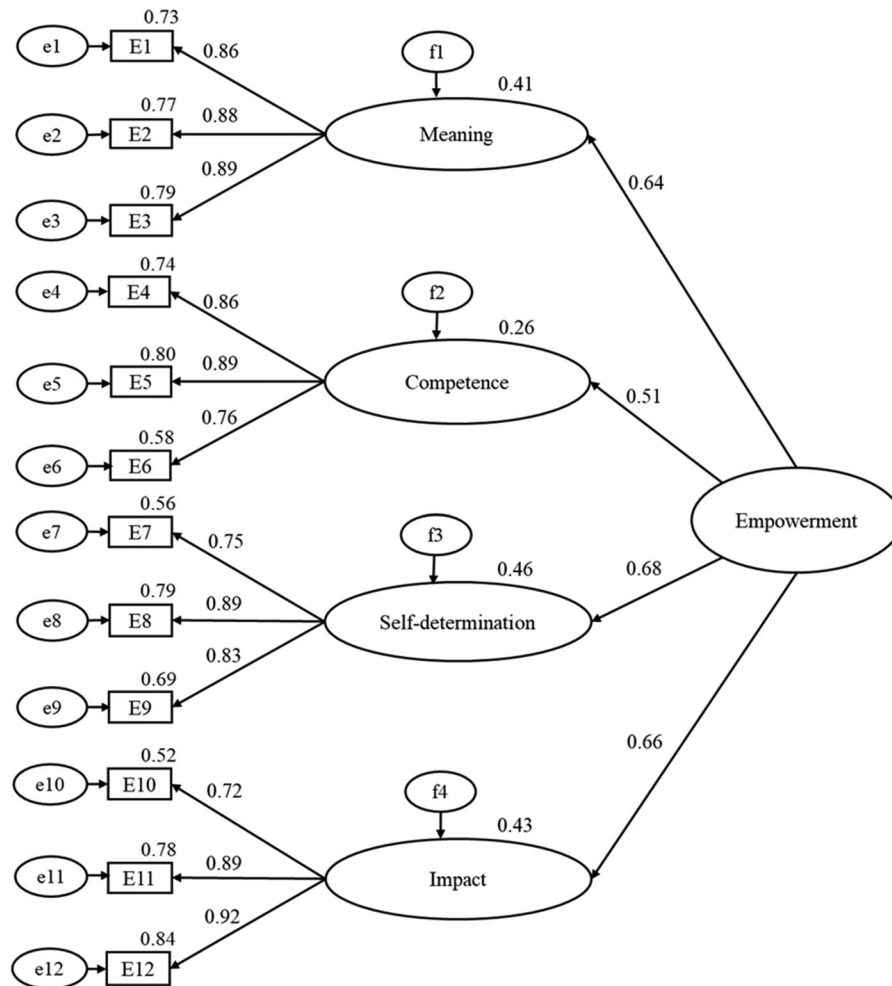 0.73
e1 E1 0.86 f1
0.41
0.77
e2 E2 0.88 Meaning
0.89 0.64
0.79
e3 E3
0.74
e4 E4 0.86 f2
0.26
0.80
e5 E5 0.89 Competence
0.76 0.51
0.58
e6 E6
0.56
e7 E7 0.75 f3 Empowerment
0.46 0.68
0.79
e8 E8 0.89 Self-determination
0.83
0.69
e9 E9
0.66
0.52
e10 E10 0.72 f4
0.43
0.78
e11 E11 0.89 Impact
0.92
0.84
e12 E12